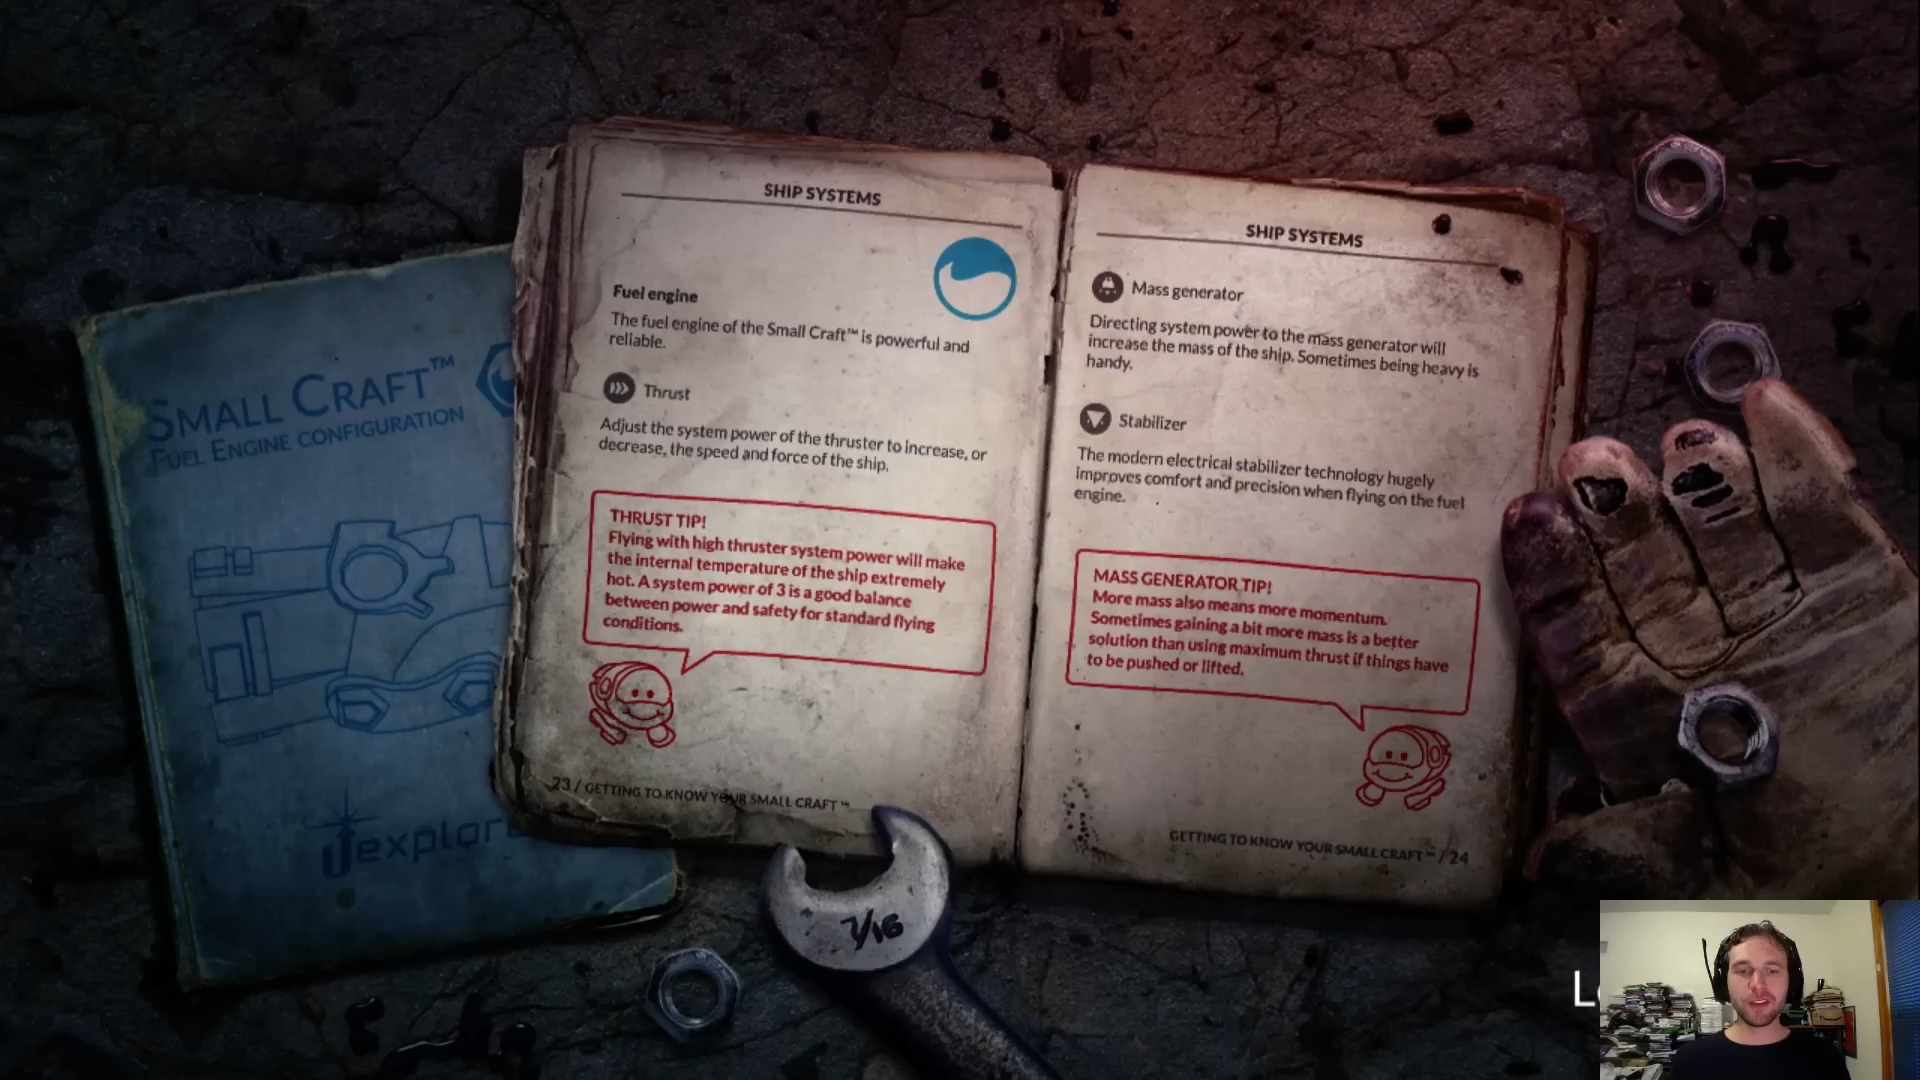 SMALL CRAFT™
FUEL ENGINE CONFIGURATION
SHIP SYSTEMS
Fuel engine
The fuel engine of the Small Craft™ is powerful and
reliable.
Thrust
Adjust the system power of the thruster to increase, or
decrease, the speed and force of the ship.
THRUST TIP!
Flying with high thruster system power will make
the internal temperature of the ship extremely
hot. A system power of 3 is a good balance
between power and safety for standard flying
conditions.
23 / GETTING TO KNOW YOUR SMALL CRAFT™
SHIP SYSTEMS
Mass generator
Directing system power to the mass generator will
increase the mass of the ship. Sometimes being heavy is
handy.
Stabilizer
The modern electrical stabilizer technology hugely
improves comfort and precision when flying on the fuel
engine.
MASS GENERATOR TIP!
More mass also means more momentum.
Sometimes gaining a bit more mass is a better
solution than using maximum thrust if things have
to be pushed or lifted.
GETTING TO KNOW YOUR SMALL CRAFT™ / 24
7/16